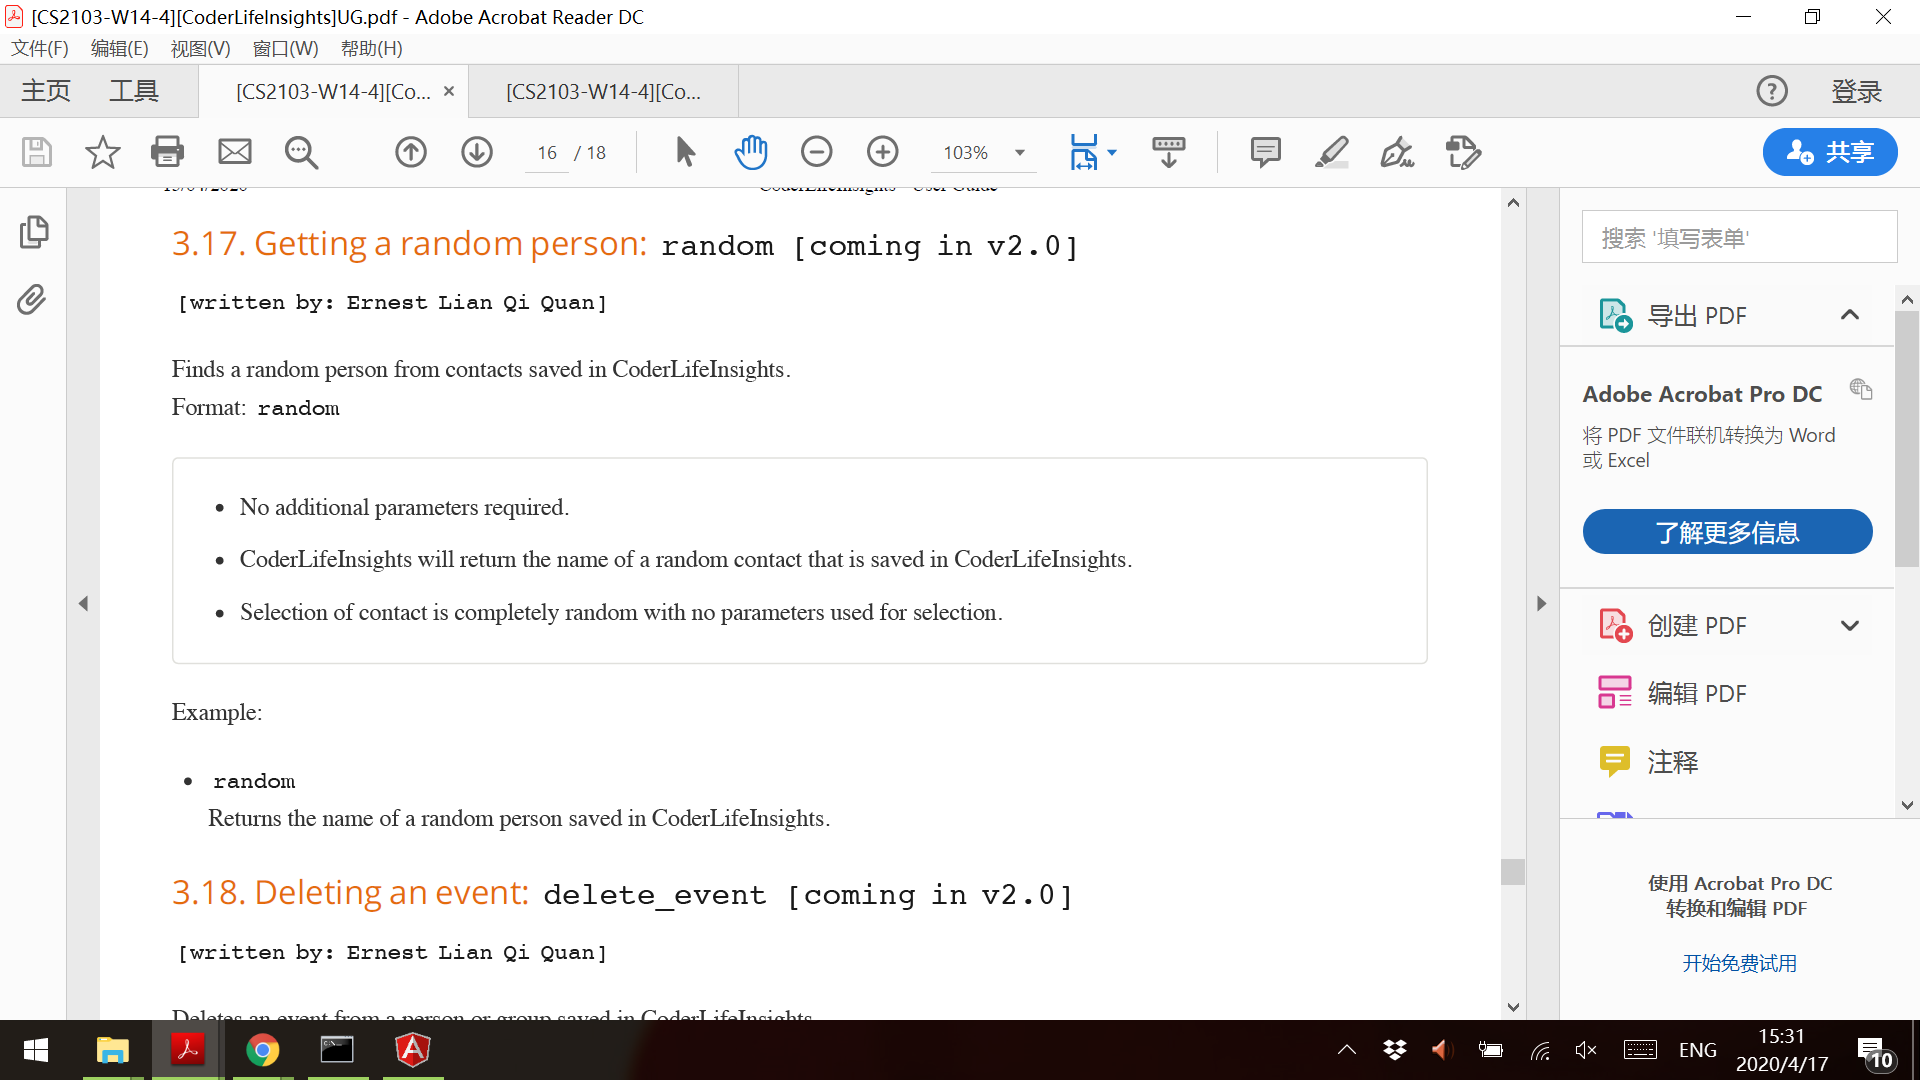 [CS2103-W14-4][CoderLifeInsights]UG.pdf - Adobe Acrobat Reader DC
文件(F) 编辑(E) 视图(V) 窗口(W) 帮助(H)
主页 工具 [CS2103-W14-4][Co... × [CS2103-W14-4][Co... 登录
16 / 18 103% 共享
CoderLifeInsights - User Guide
3.17. Getting a random person: random [coming in v2.0]
[written by: Ernest Lian Qi Quan]
Finds a random person from contacts saved in CoderLifeInsights.
Format: random
• No additional parameters required.
• CoderLifeInsights will return the name of a random contact that is saved in CoderLifeInsights.
• Selection of contact is completely random with no parameters used for selection.
Example:
• random
Returns the name of a random person saved in CoderLifeInsights.
3.18. Deleting an event: delete_event [coming in v2.0]
[written by: Ernest Lian Qi Quan]
Deletes an event from a person or group saved in CoderLifeInsights
搜索 '填写表单'
导出 PDF
Adobe Acrobat Pro DC
将 PDF 文件联机转换为 Word
或 Excel
了解更多信息
创建 PDF
编辑 PDF
注释
使用 Acrobat Pro DC
转换和编辑 PDF
开始免费试用
ENG
15:31
2020/4/17
10